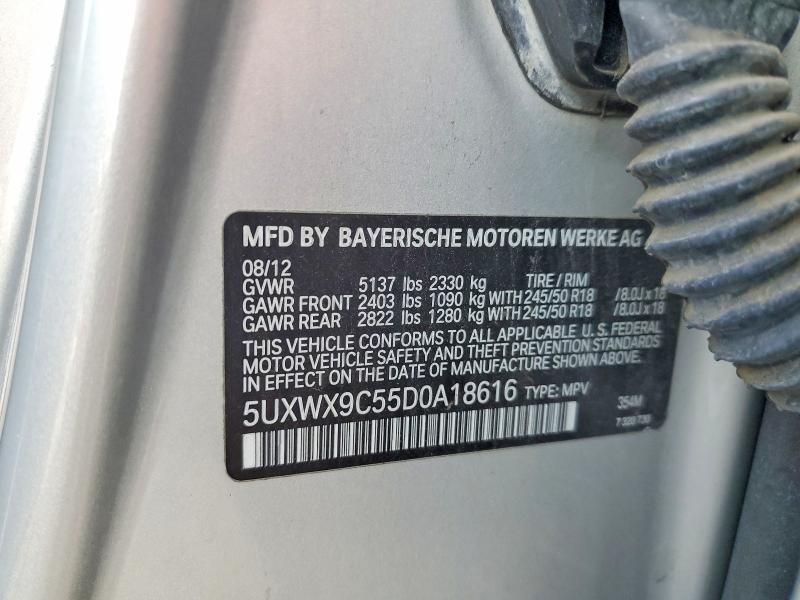 MFD BY BAYERISCHE MOTOREN WERKE AG
08/12
GVWR 5137 lbs 2330 kg TIRE / RIM
GAWR FRONT 2403 lbs 1090 kg WITH 245/50 R18 / 8.0J x 18
GAWR REAR 2822 lbs 1280 kg WITH 245/50 R18 / 8.0J x 18
THIS VEHICLE CONFORMS TO ALL APPLICABLE U.S. FEDERAL
MOTOR VEHICLE SAFETY AND THEFT PREVENTION STANDARDS
IN EFFECT ON THE DATE OF MANUFACTURE SHOWN ABOVE.
5UXWX9C55D0A18616 TYPE: MPV 354M
7 320 730